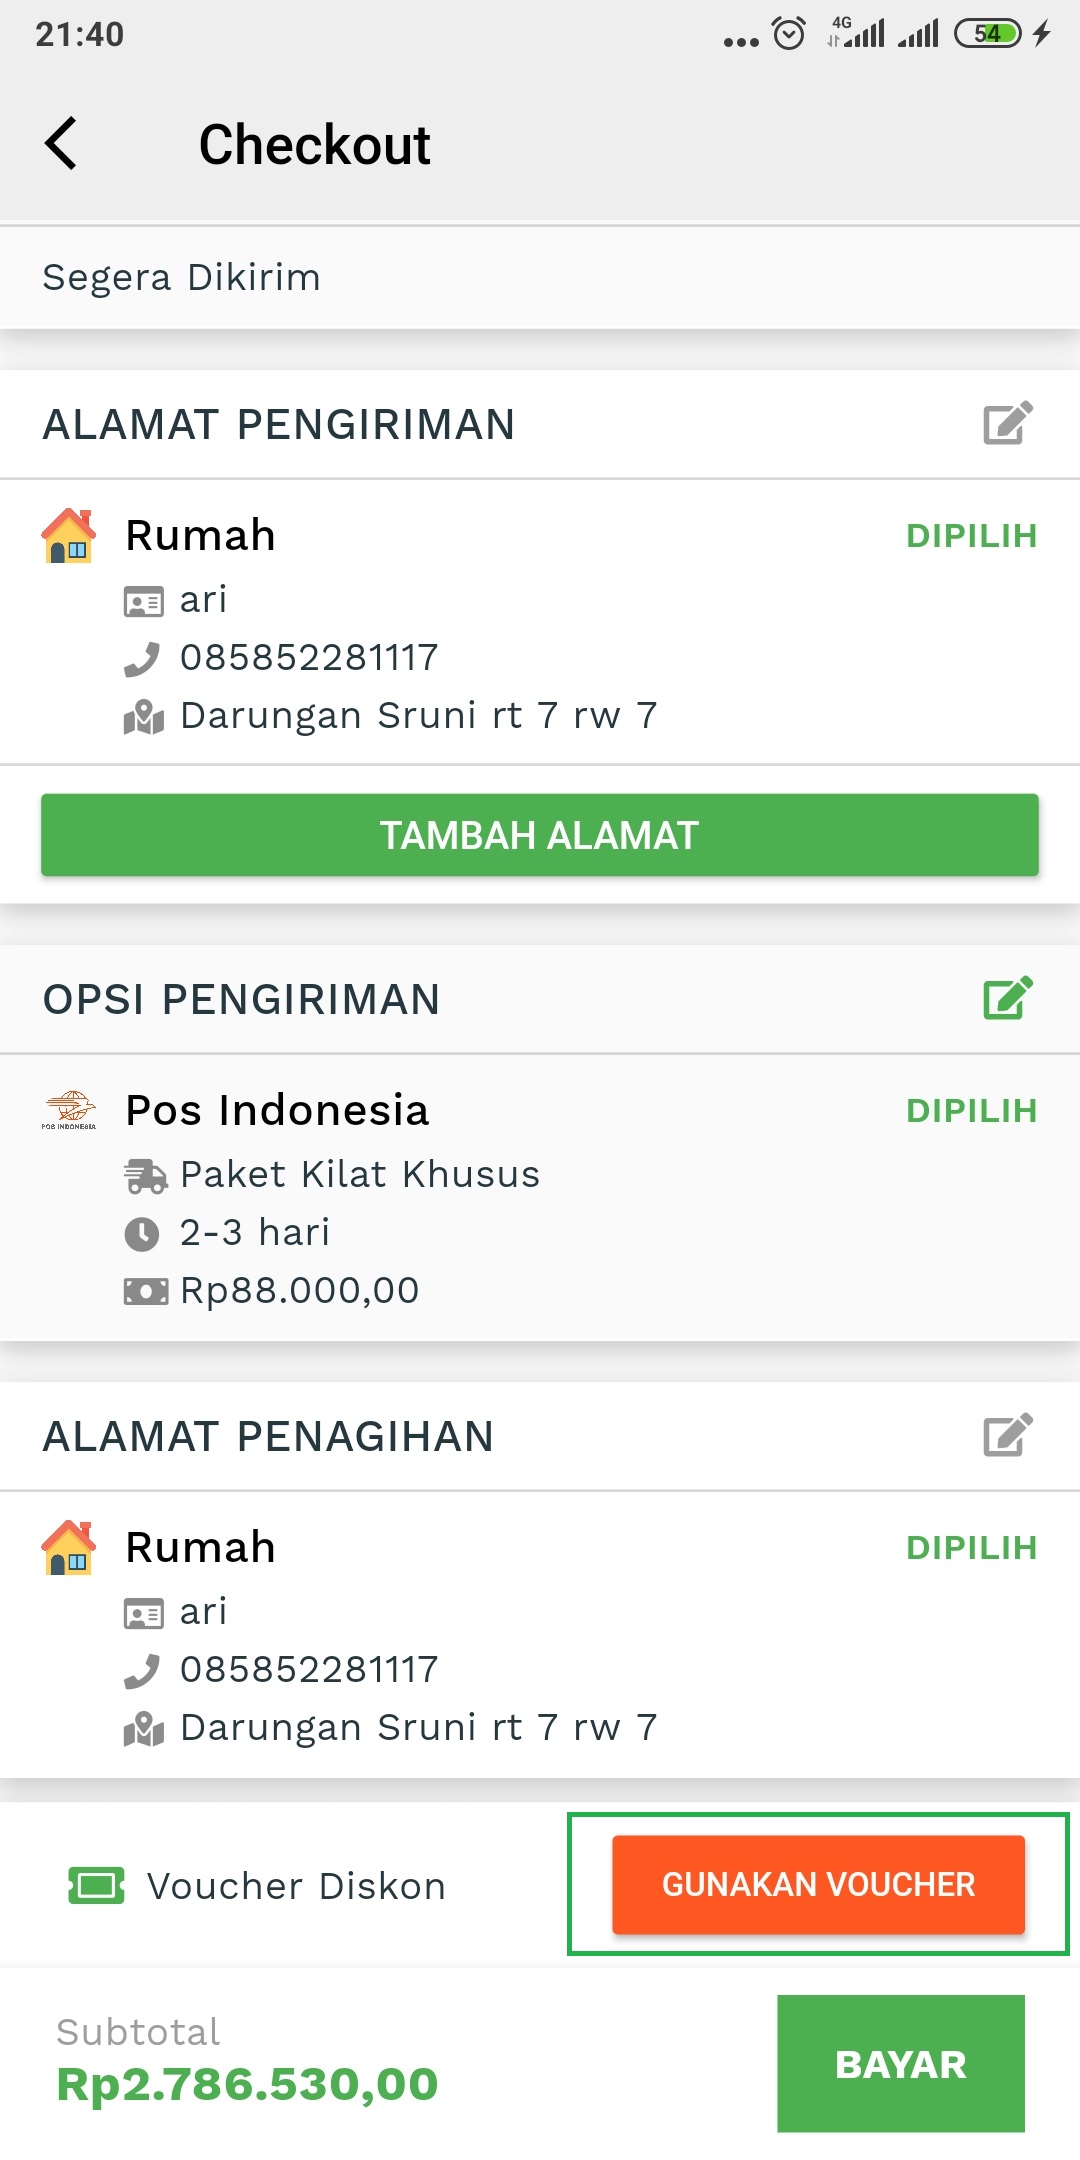 21:40
4G
54
Checkout
Segera Dikirim
ALAMAT PENGIRIMAN
Rumah
DIPILIH
ari
085852281117
Darungan Sruni rt 7 rw 7
TAMBAH ALAMAT
OPSI PENGIRIMAN
Pos Indonesia
DIPILIH
POS INDONESIA
Paket Kilat Khusus
2-3 hari
Rp88.000,00
ALAMAT PENAGIHAN
Rumah
DIPILIH
ari
085852281117
Darungan Sruni rt 7 rw 7
Voucher Diskon
GUNAKAN VOUCHER
Subtotal
Rp2.786.530,00
BAYAR